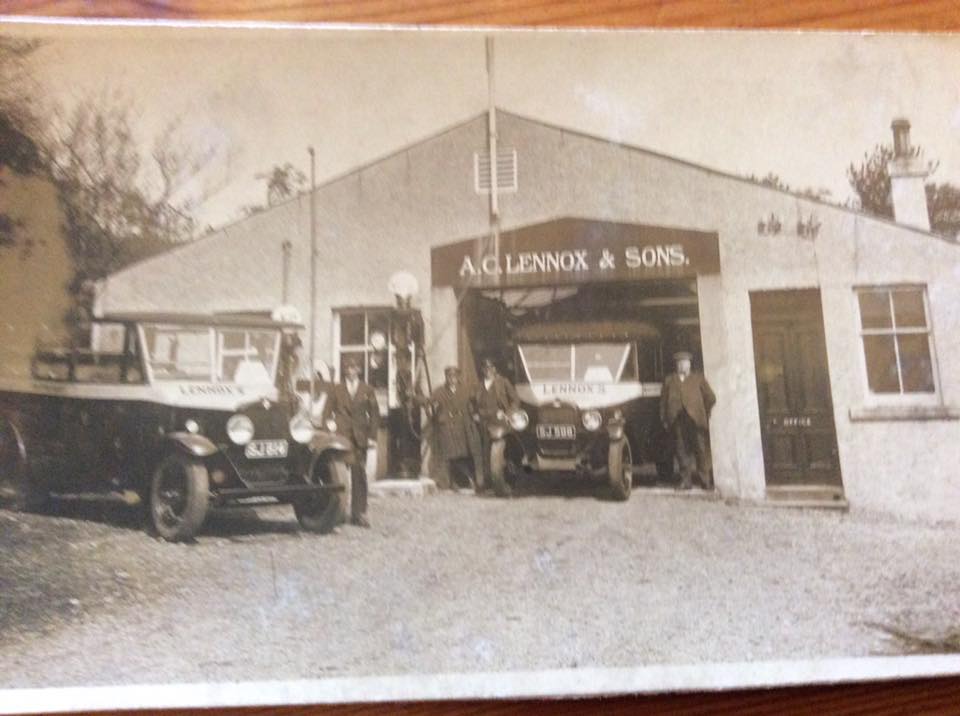 A.C. LENNOX & SONS.
LENNOX'S
LENNOX'S
OFFICE